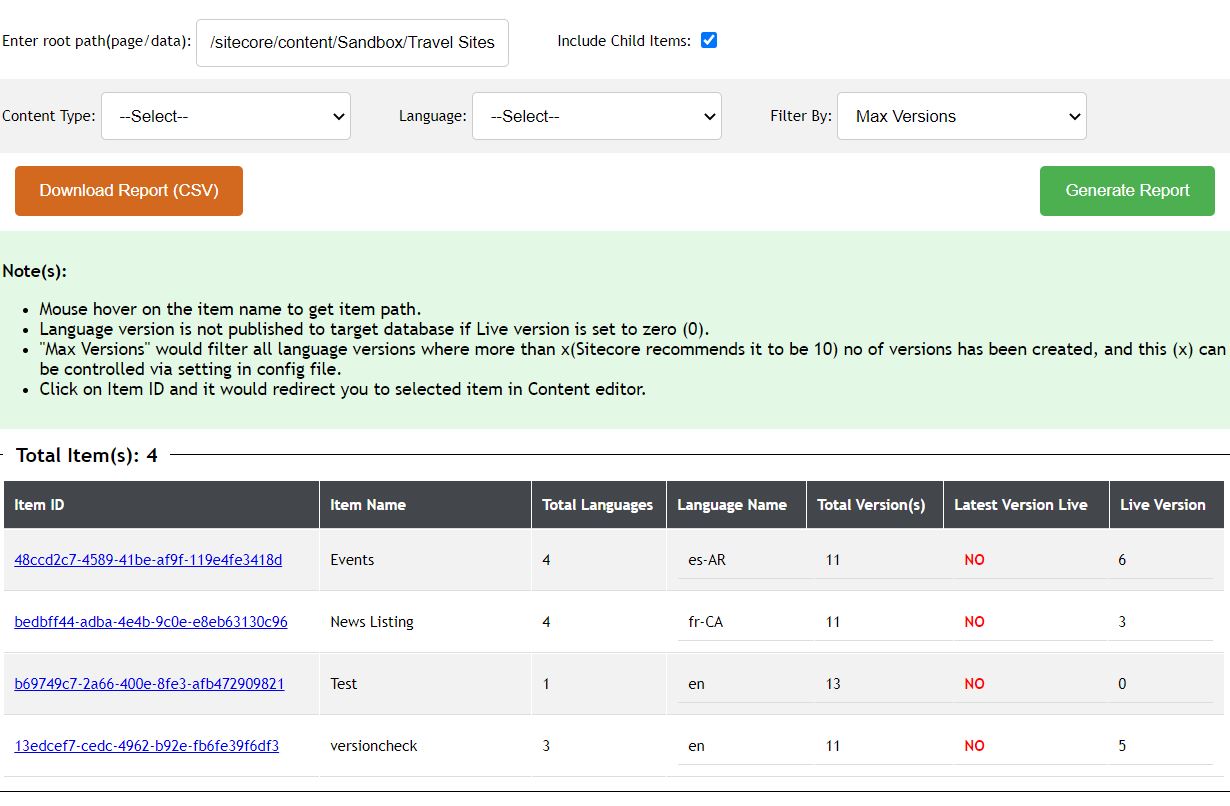 Enter root path(page/data): /sitecore/content/Sandbox/Travel Sites Include Child Items:
Content Type: --Select-- Language: --Select-- Filter By: Max Versions
Download Report (CSV) Generate Report
Note(s):
• Mouse hover on the item name to get item path.
• Language version is not published to target database if Live version is set to zero (0).
• "Max Versions" would filter all language versions where more than x(Sitecore recommends it to be 10) no of versions has been created, and this (x) can
be controlled via setting in config file.
• Click on Item ID and it would redirect you to selected item in Content editor.
Total Item(s): 4
Item ID Item Name Total Languages Language Name Total Version(s) Latest Version Live Live Version
48ccd2c7-4589-41be-af9f-119e4fe3418d Events 4 es-AR 11 NO 6
bedbff44-adba-4e4b-9c0e-e8eb63130c96 News Listing 4 fr-CA 11 NO 3
b69749c7-2a66-400e-8fe3-afb472909821 Test 1 en 13 NO 0
13edcef7-cedc-4962-b92e-fb6fe39f6df3 versioncheck 3 en 11 NO 5